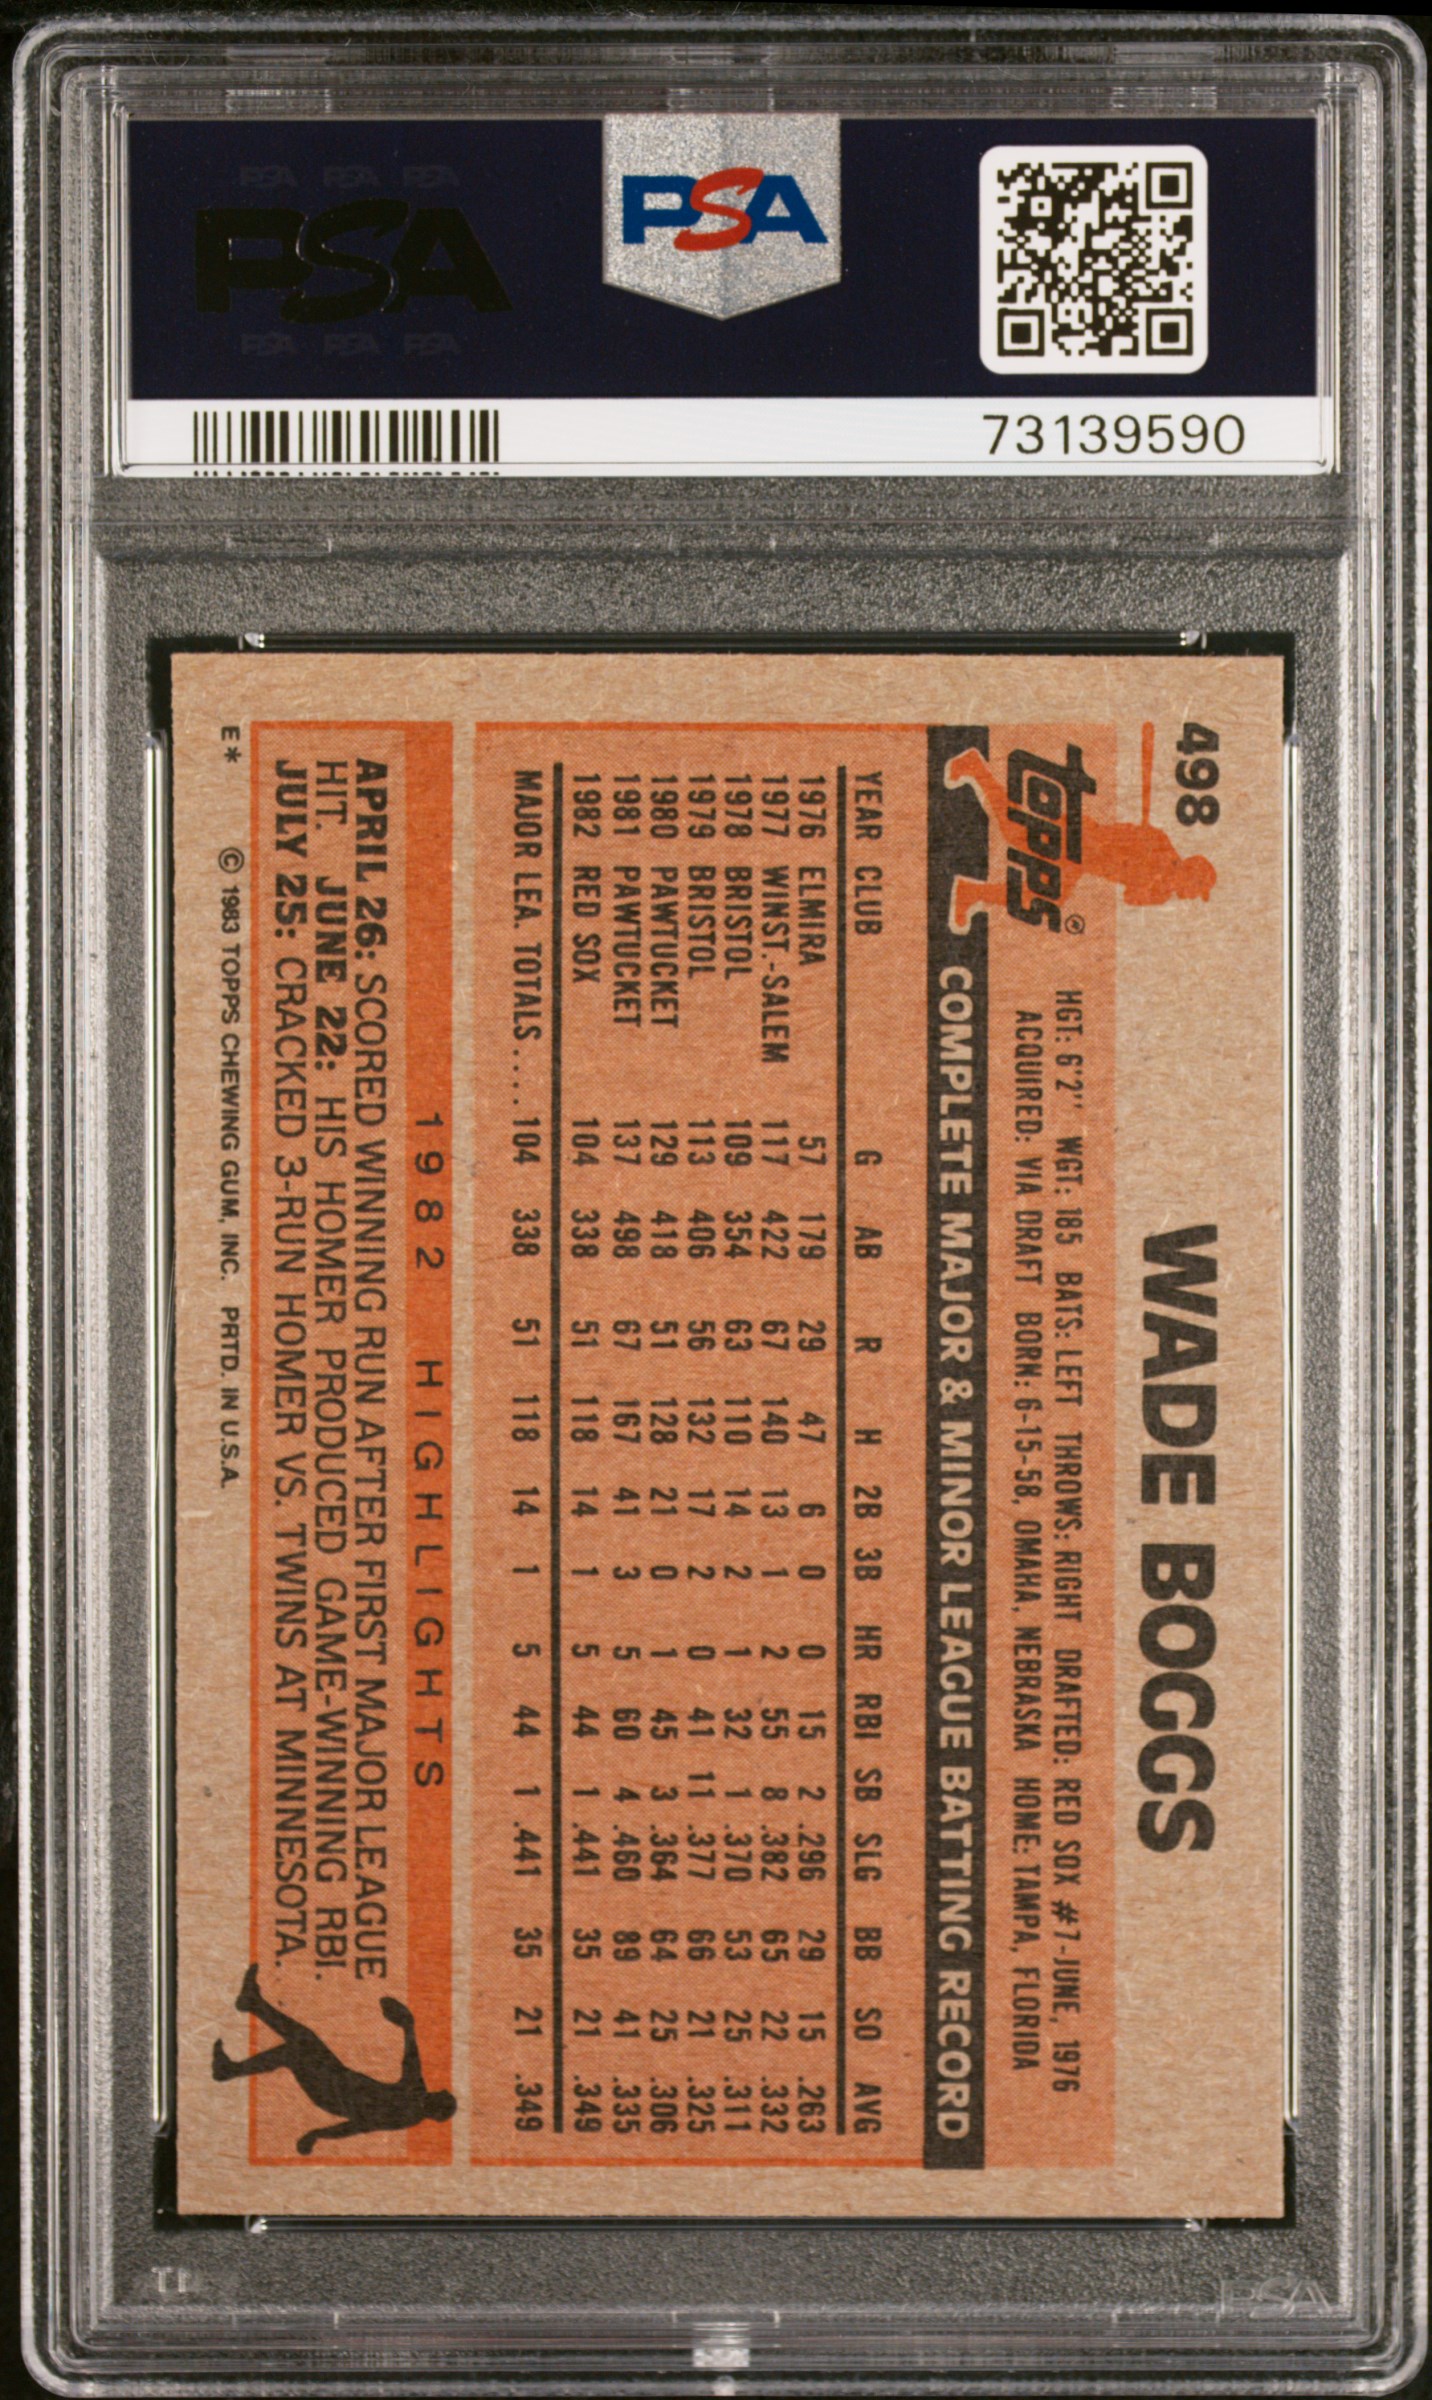 PSA PSA PSA
PSA
PSA PSA PSA
PSA
73139590
498
WADE BOGGS
Topps®
HGT: 6'2" WGT: 185 BATS: LEFT THROWS: RIGHT DRAFTED: RED SOX #7-JUNE, 1976
ACQUIRED: VIA DRAFT BORN: 6-15-58, OMAHA, NEBRASKA HOME: TAMPA, FLORIDA
COMPLETE MAJOR & MINOR LEAGUE BATTING RECORD
YEAR CLUB G AB R H 2B 3B HR RBI SB SLG BB SO AVG
1976 ELMIRA 57 179 29 47 6 0 0 15 2 .296 29 15 .263
1977 WINST.-SALEM 117 422 67 140 13 1 2 55 8 .382 65 22 .332
1978 BRISTOL 109 354 63 110 14 2 1 32 1 .370 53 25 .311
1979 BRISTOL 113 406 56 132 17 2 0 41 11 .377 66 21 .325
1980 PAWTUCKET 129 418 51 128 21 0 1 45 3 .364 64 25 .306
1981 PAWTUCKET 137 498 67 167 41 3 5 60 4 .460 89 41 .335
1982 RED SOX 104 338 51 118 14 1 5 44 1 .441 35 21 .349
MAJOR LEA. TOTALS.... 104 338 51 118 14 1 5 44 1 .441 35 21 .349
1982 HIGHLIGHTS
APRIL 26: SCORED WINNING RUN AFTER FIRST MAJOR LEAGUE
HIT. JUNE 22: HIS HOMER PRODUCED GAME-WINNING RBI.
JULY 25: CRACKED 3-RUN HOMER VS. TWINS AT MINNESOTA.
E* © 1983 TOPPS CHEWING GUM, INC. PRTD. IN U.S.A.
PSA